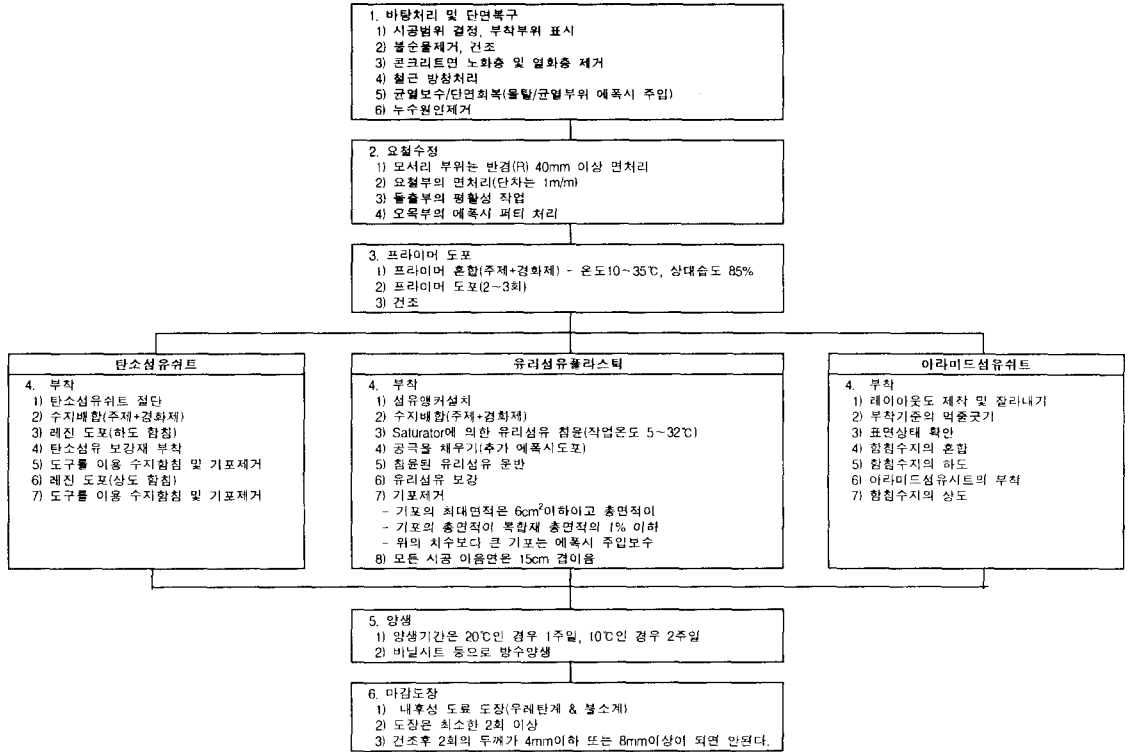 1. 바탕처리 및 단면복구
1) 시공범위 결정, 부착부위 표시
2) 불순물제거, 건조
3) 콘크리트면 노화층 및 열화층 제거
4) 철근 방청처리
5) 균열보수/단면회복(몰탈/균열부위 에폭시 주입)
6) 누수원인제거
2. 요철수정
1) 모서리 부위는 반경(R) 40mm 이상 면처리
2) 요철부의 면처리(단차는 1m/m)
3) 돌출부의 평활성 작업
4) 오목부의 에폭시 퍼티 처리
3. 프라이머 도포
1) 프라이머 혼합(주제+경화제) - 온도10~35℃, 상대습도 85%
2) 프라이머 도포(2~3회)
3) 건조
탄소섬유쉬트
4. 부착
1) 탄소섬유쉬트 절단
2) 수지배합(주제+경화제)
3) 레진 도포(하도 함침)
4) 탄소섬유 보강재 부착
5) 도구를 이용 수지함침 및 기포제거
6) 레진 도포(상도 함침)
7) 도구를 이용 수지함침 및 기포제거
유리섬유플라스틱
4. 부착
1) 섬유앵커설치
2) 수지배합(주제+경화제)
3) Saturator에 의한 유리섬유 침윤(작업온도 5~32℃)
4) 공극을 채우기(추가 에폭시도포)
5) 침윤된 유리섬유 운반
6) 유리섬유 보강
7) 기포제거
- 기포의 최대면적은 6cm²이하이고 총면적이
- 기포의 총면적이 복합재 총면적의 1% 이하
- 위의 치수보다 큰 기포는 에폭시 주입보수
8) 모든 시공 이음면은 15cm 겹이음
아라미드섬유쉬트
4. 부착
1) 레이아웃도 제작 및 잘라내기
2) 부착기준의 먹줄긋기
3) 표면상태 확인
4) 함침수지의 혼합
5) 함침수지의 하도
6) 아라미드섬유시트의 부착
7) 함침수지의 상도
5. 양생
1) 양생기간은 20℃인 경우 1주일, 10℃인 경우 2주일
2) 비닐시트 등으로 방수양생
6. 마감도장
1) 내후성 도료 도장(우레탄계 & 불소계)
2) 도장은 최소한 2회 이상
3) 건조후 2회의 두께가 4mm이하 또는 8mm이상이 되면 안된다.